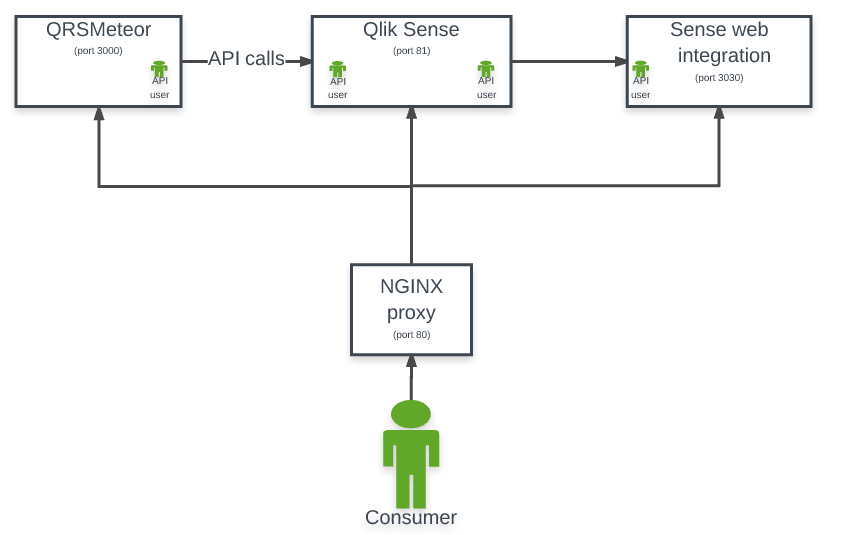 QRSMeteor
(port 3000)
API
user
API calls
Qlik Sense
(port 81)
API
user
API
user
Sense web
integration
(port 3030)
API
user
NGINX
proxy
(port 80)
Consumer